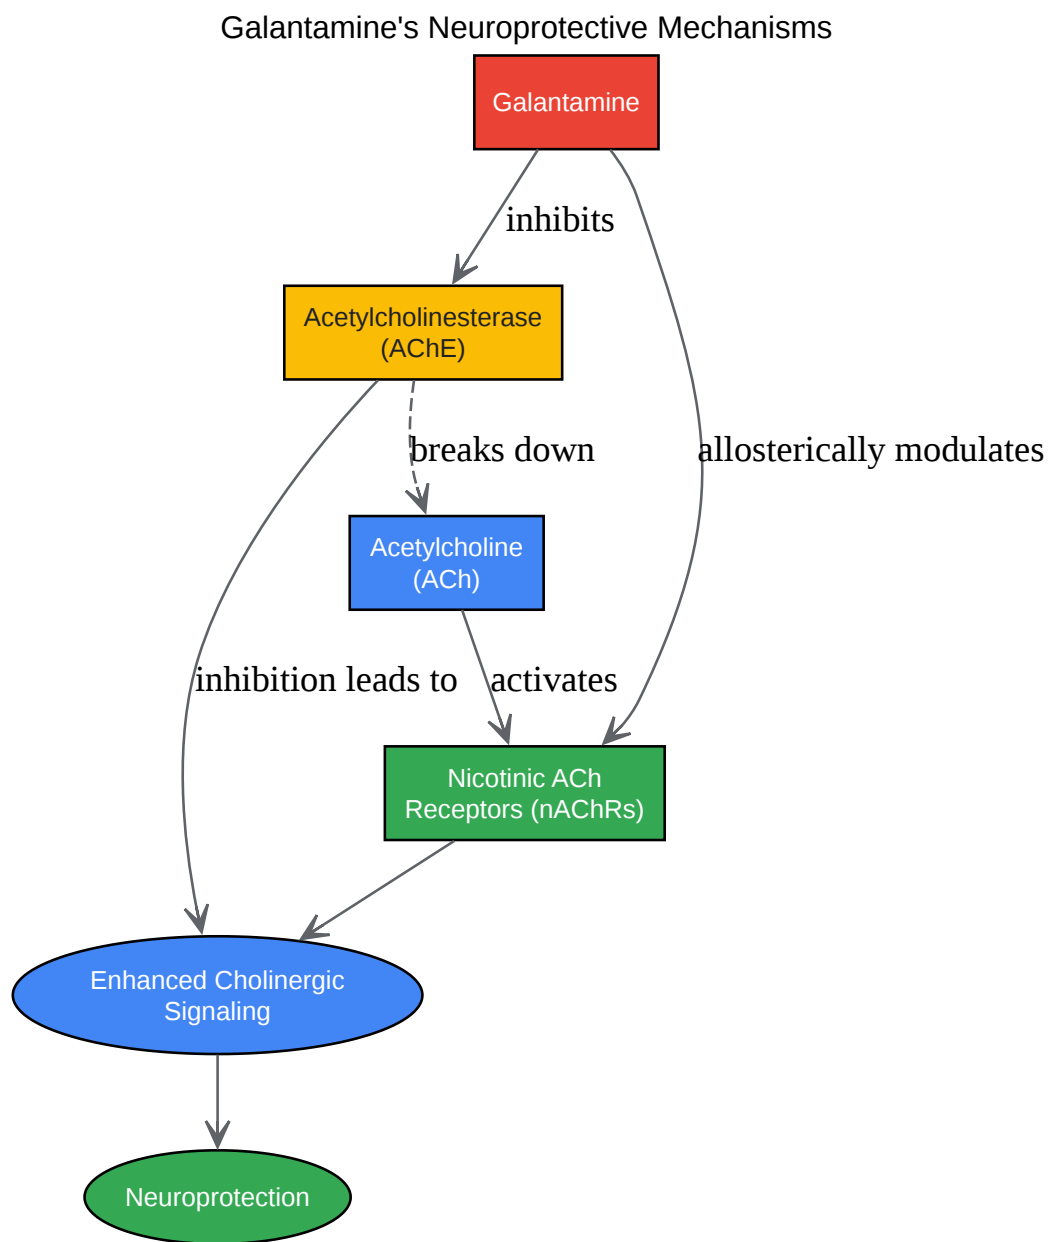 Galantamine's Neuroprotective Mechanisms
Galantamine
inhibits
Acetylcholinesterase
(AChE)
breaks down
allosterically modulates
Acetylcholine
(ACh)
inhibition leads to
activates
Nicotinic ACh
Receptors (nAChRs)
Enhanced Cholinergic
Signaling
Neuroprotection